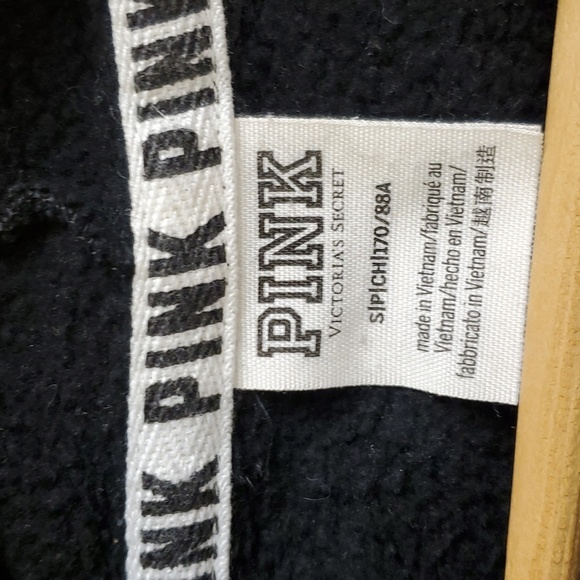 PINK PINK PINK PINK
PINK
VICTORIA'S SECRET
S|P|CH|170/88A
made in Vietnam/fabriqué au
Vietnam/hecho en Vietnam/
fabbricato in Vietnam/越南制造